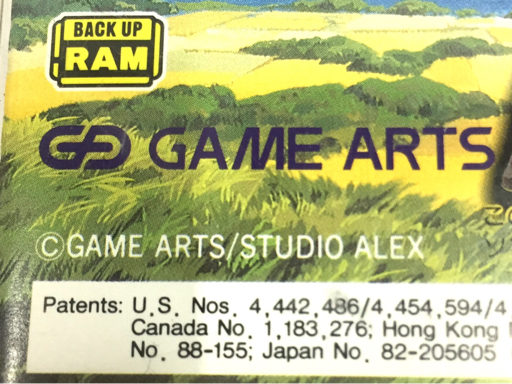 BACK UP
RAM
GAME ARTS
©GAME ARTS/STUDIO ALEX
Patents: U.S. Nos. 4,442,486/4,454,594/4
Canada No. 1,183,276; Hong Kong
No. 88-155; Japan No. 82-205605